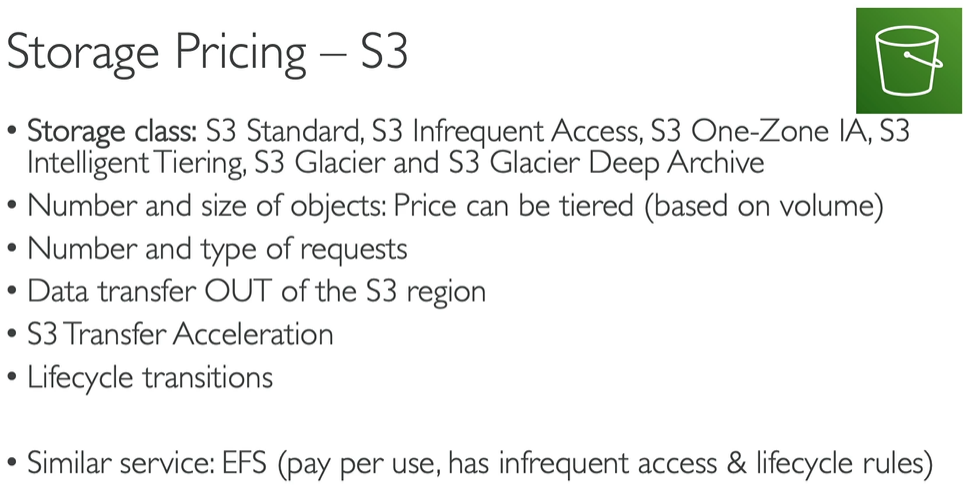 Storage Pricing – S3
• Storage class: S3 Standard, S3 Infrequent Access, S3 One-Zone IA, S3
Intelligent Tiering, S3 Glacier and S3 Glacier Deep Archive
• Number and size of objects: Price can be tiered (based on volume)
• Number and type of requests
• Data transfer OUT of the S3 region
• S3 Transfer Acceleration
• Lifecycle transitions
• Similar service: EFS (pay per use, has infrequent access & lifecycle rules)